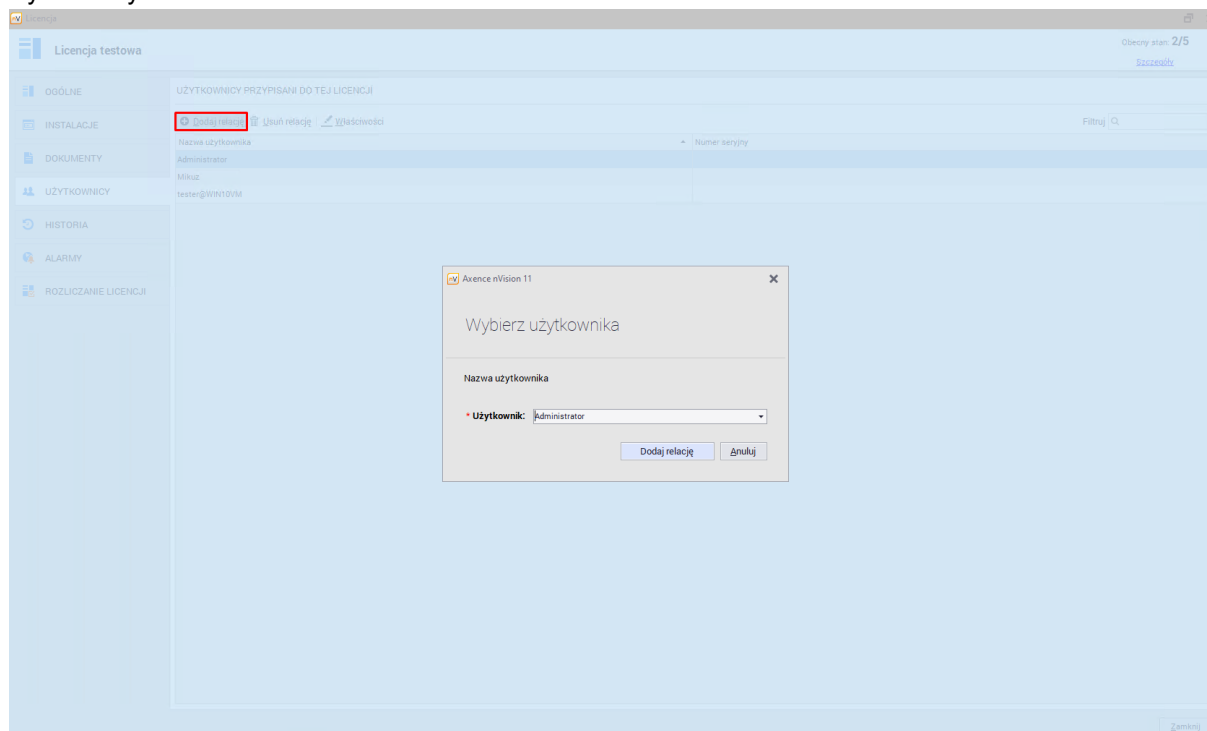 Licencja
Licencja testowa
Obecny stan: 2/5
Szczegóły
OGÓLNE
INSTALACJE
DOKUMENTY
UŻYTKOWNICY
HISTORIA
ALARMY
ROZLICZANIE LICENCJI
UŻYTKOWNICY PRZYPISANI DO TEJ LICENCJI
Dodaj relację Usuń relację Właściwości Filtruj
Nazwa użytkownika Numer seryjny
Administrator
Mikuz
tester@WIN10VM
Axence nVision 11
Wybierz użytkownika
Nazwa użytkownika
* Użytkownik: Administrator
Dodaj relację Anuluj
Zamknij